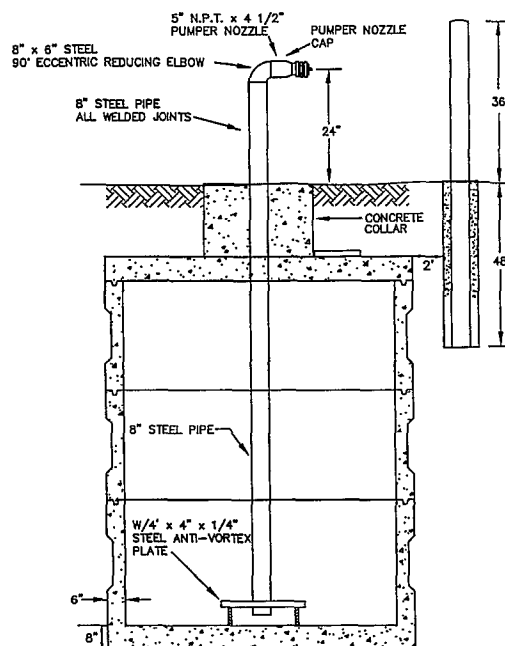 5" N.P.T. x 4 1/2"
PUMPER NOZZLE
PUMPER NOZZLE
CAP
8" x 6" STEEL
90' ECCENTRIC REDUCING ELBOW
8" STEEL PIPE
ALL WELDED JOINTS
24"
36
CONCRETE
COLLAR
2'
48
8" STEEL PIPE
W/4' x 4" x 1/4"
STEEL ANTI-VORTEX
PLATE
6"
8"